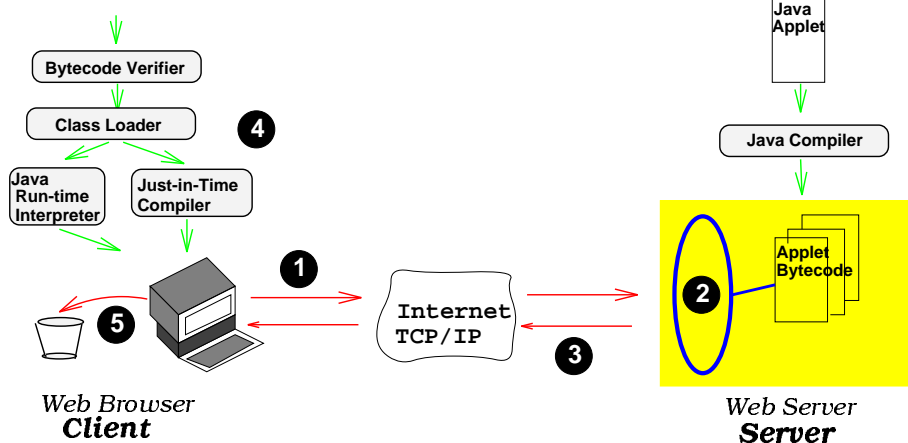 Java
Applet
Bytecode Verifier
Class Loader
4
Java Compiler
Java
Run-time
Interpreter
Just-in-Time
Compiler
Applet
Bytecode
1
2
Internet
TCP/IP
5
3
Web Browser
Client
Web Server
Server